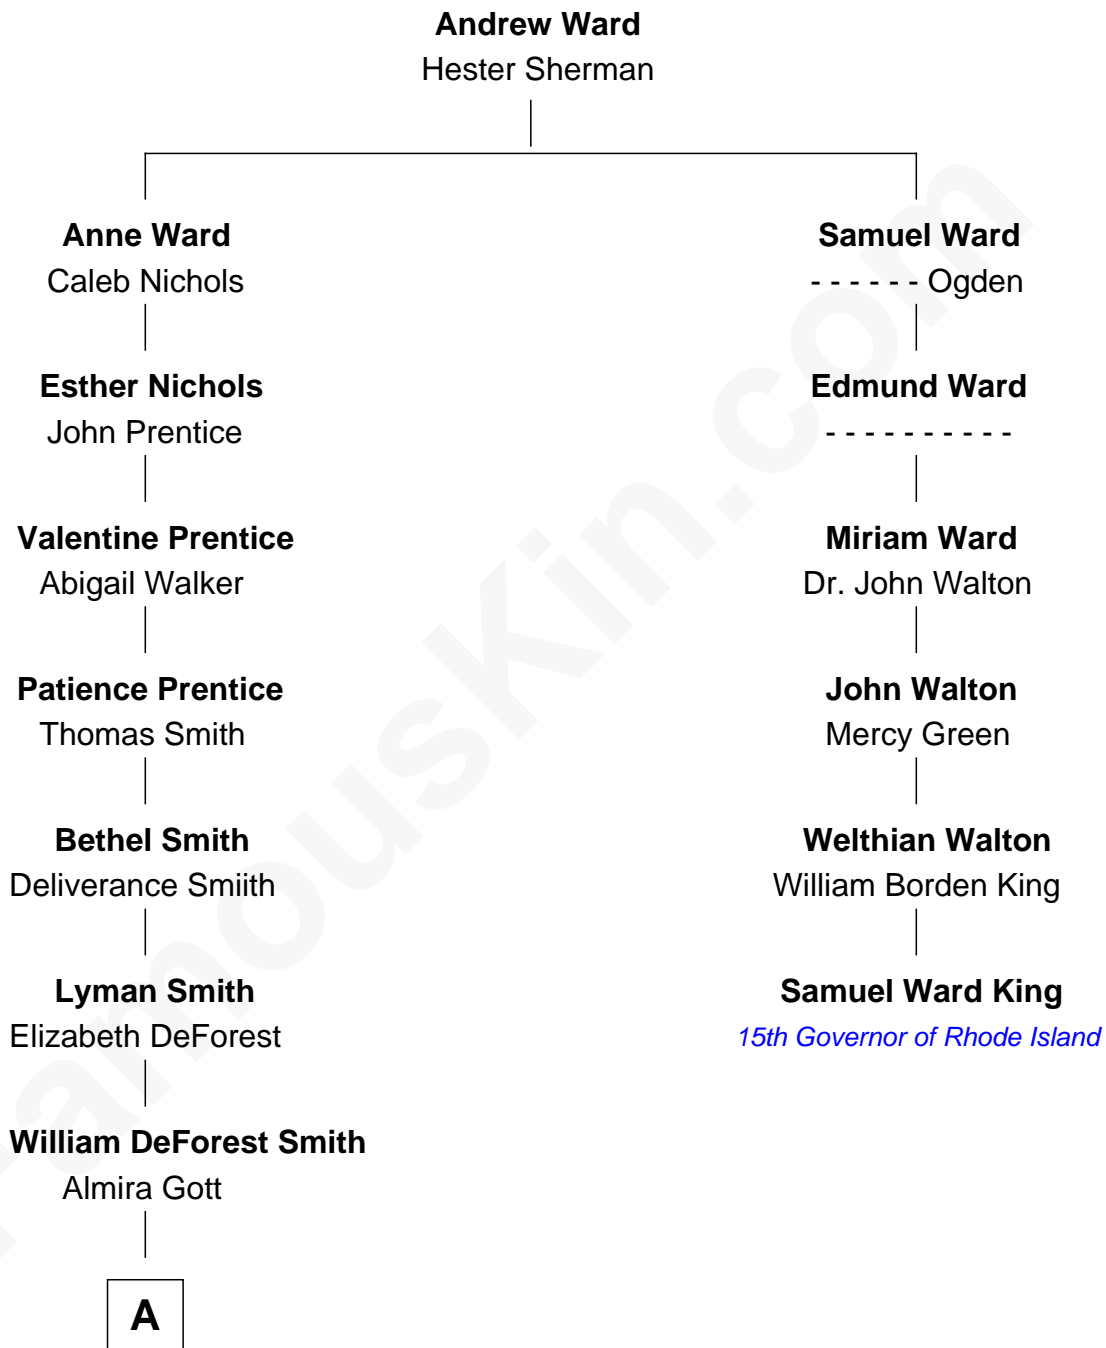 Andrew Ward
Hester Sherman
Anne Ward
Caleb Nichols
Samuel Ward
- - - - - - Ogden
Esther Nichols
John Prentice
Edmund Ward
- - - - - - - - - -
Valentine Prentice
Abigail Walker
Miriam Ward
Dr. John Walton
Patience Prentice
Thomas Smith
John Walton
Mercy Green
Bethel Smith
Deliverance Smiith
Welthian Walton
William Borden King
Lyman Smith
Elizabeth DeForest
Samuel Ward King
15th Governor of Rhode Island
William DeForest Smith
Almira Gott
A
FamousKin.com